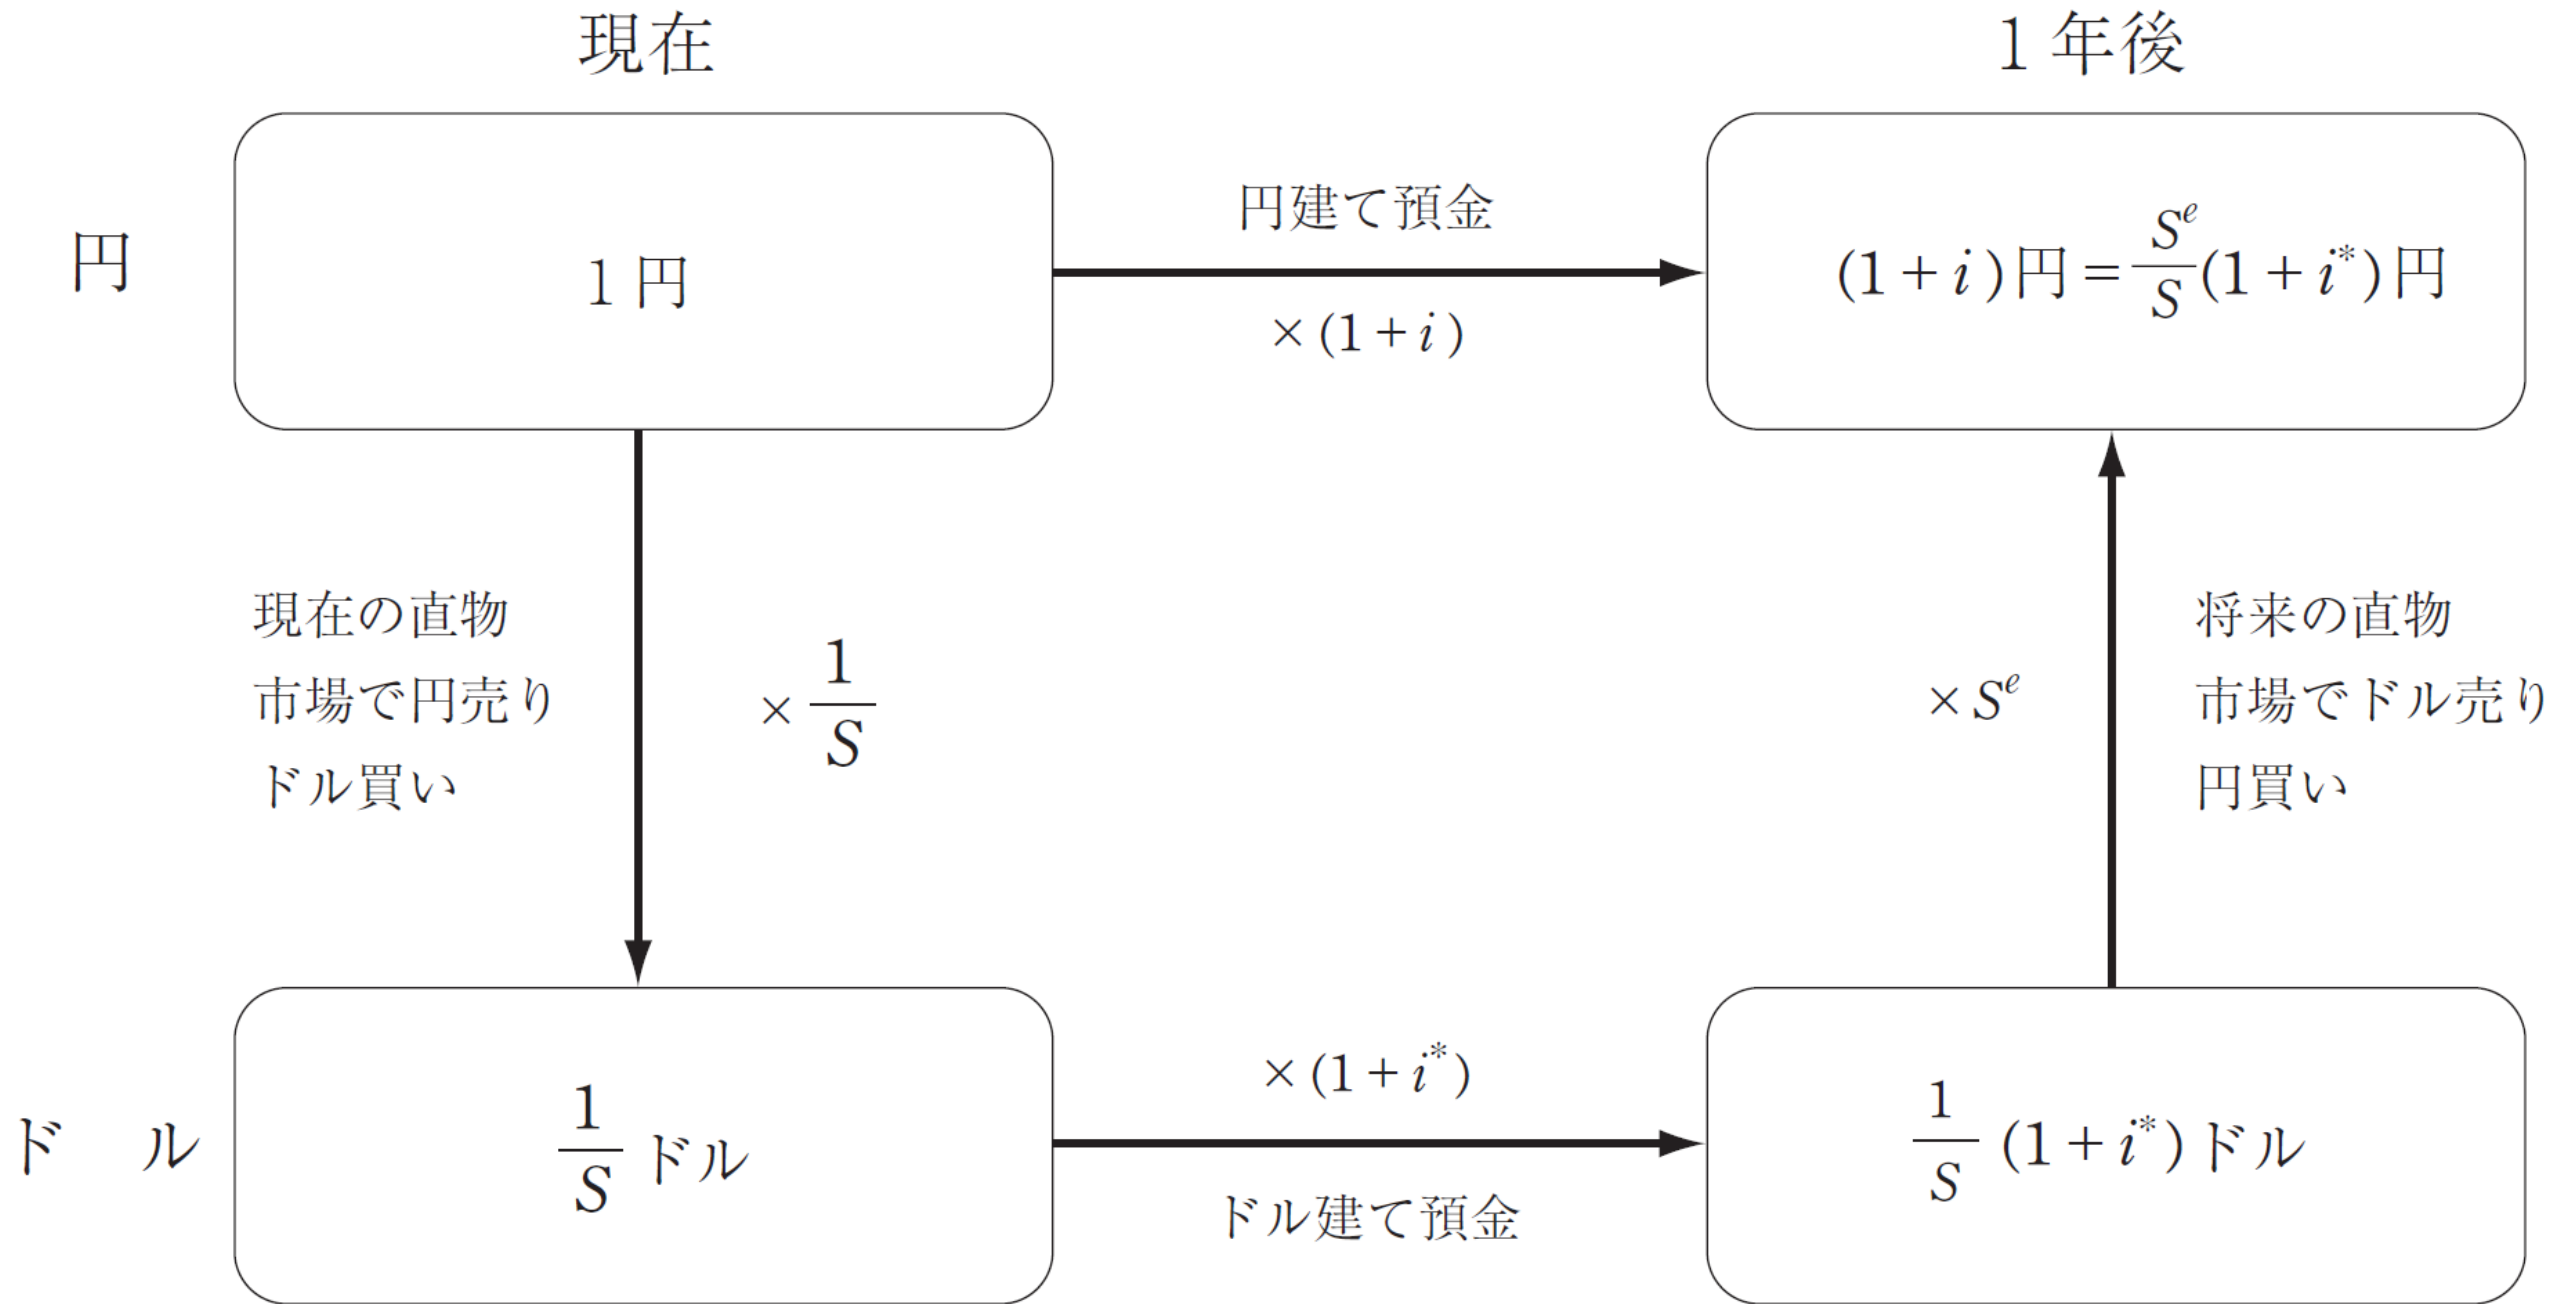 現在
1年後
円
1円
円建て預金
×(1+i)
(1+i)円=S^e/S(1+i*)円
現在の直物
市場で円売り
ドル買い
×1/S
×S^e
将来の直物
市場でドル売り
円買い
ドル
1/Sドル
×(1+i*)
ドル建て預金
1/S(1+i*)ドル